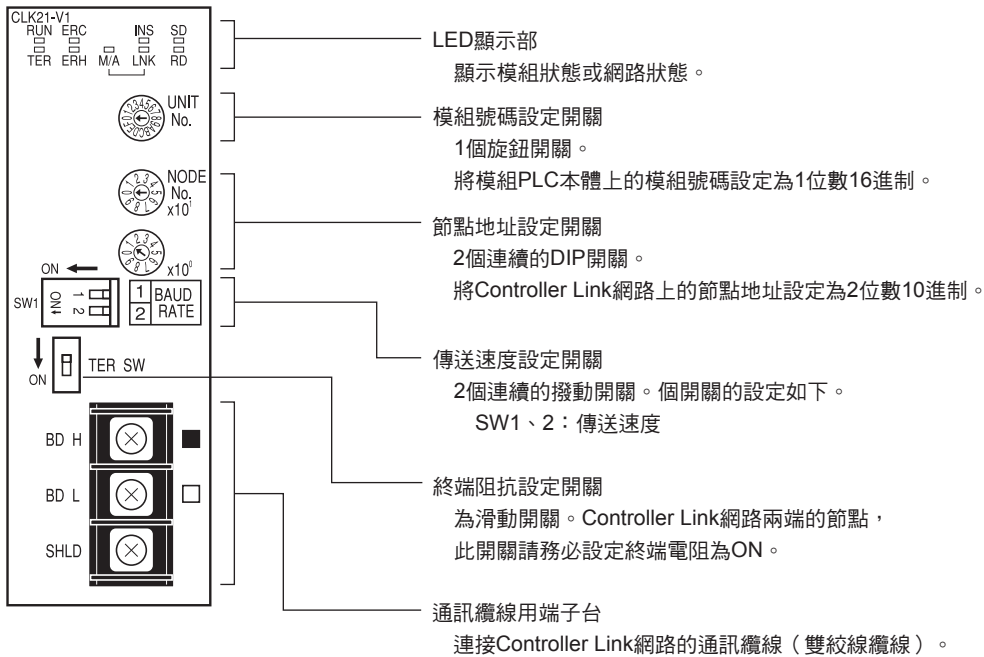 CLK21-V1
RUN ERC INS SD
TER ERH M/A LNK RD
UNIT
No.
NODE
No.
x10¹
x10⁰
ON
SW1
ON
1 2
1 BAUD
2 RATE
ON
TER SW
BD H
BD L
SHLD
LED顯示部
顯示模組狀態或網路狀態。
模組號碼設定開關
1個旋鈕開關。
將模組PLC本體上的模組號碼設定為1位數16進制。
節點地址設定開關
2個連續的DIP開關。
將Controller Link網路上的節點地址設定為2位數10進制。
傳送速度設定開關
2個連續的撥動開關。個開關的設定如下。
SW1、2：傳送速度
終端阻抗設定開關
為滑動開關。Controller Link網路兩端的節點，
此開關請務必設定終端電阻為ON。
通訊纜線用端子台
連接Controller Link網路的通訊纜線（雙絞線纜線）。